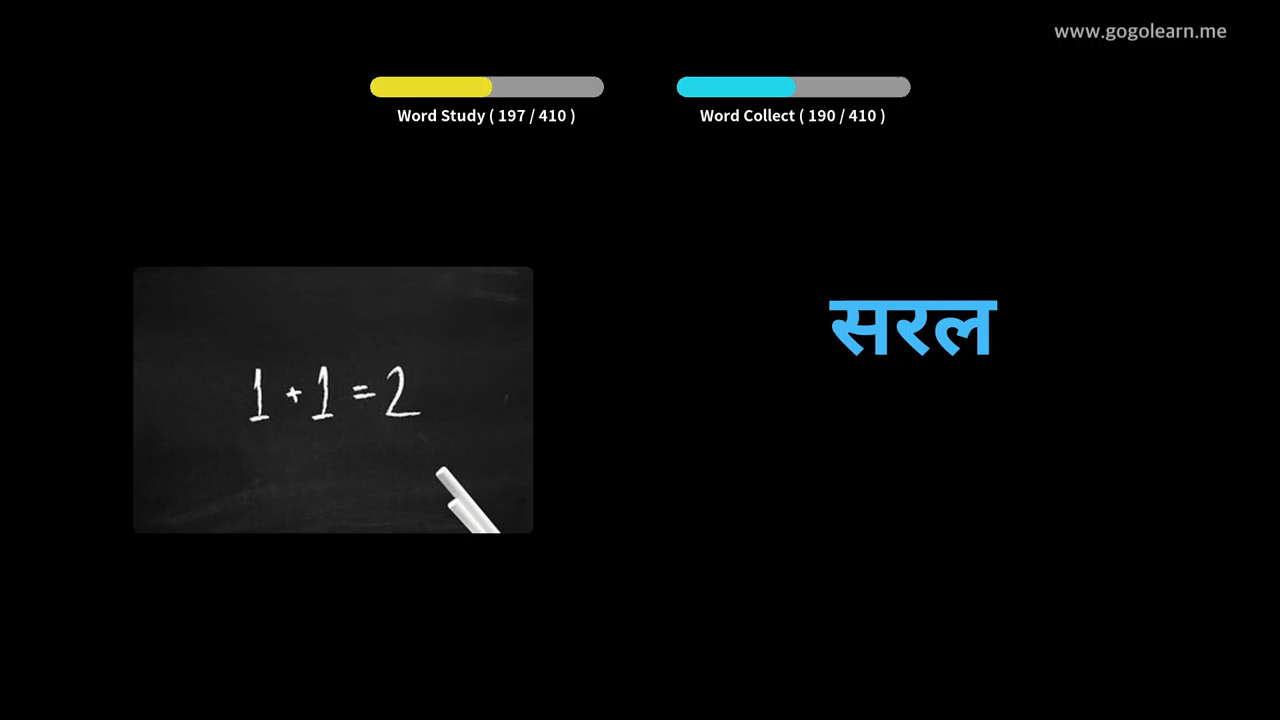 www.gogolearn.me
Word Study ( 197 / 410 )
Word Collect ( 190 / 410 )
सरल
1 + 1 = 2